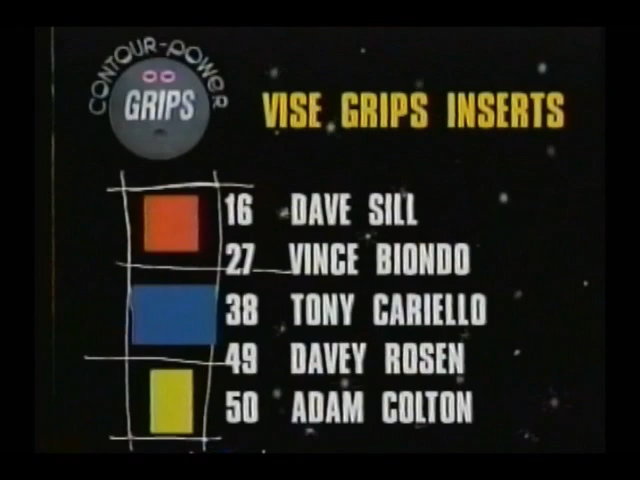 CONTOUR-POWER
GRIPS
VISE GRIPS INSERTS
16 DAVE SILL
27 VINCE BIONDO
38 TONY CARIELLO
49 DAVEY ROSEN
50 ADAM COLTON